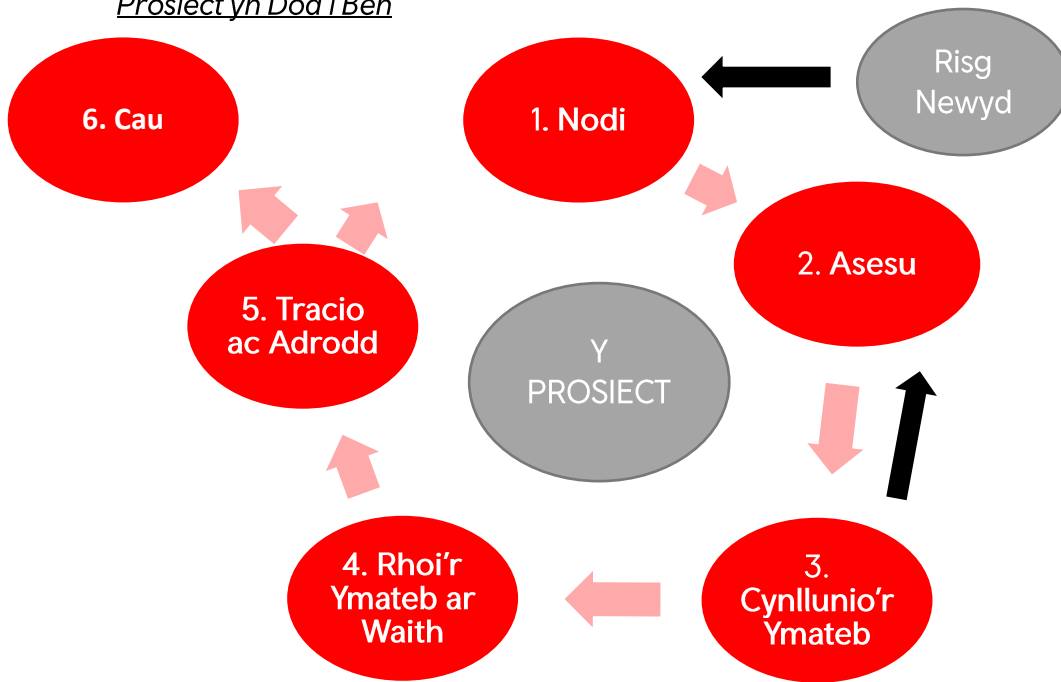 Prosiect yn Dod i Ben
6. Cau
1. Nodi
Risg
Newyd
2. Asesu
5. Tracio
ac Adrodd
Y
PROSIECT
4. Rhoi'r
Ymateb ar
Waith
3.
Cynllunio'r
Ymateb